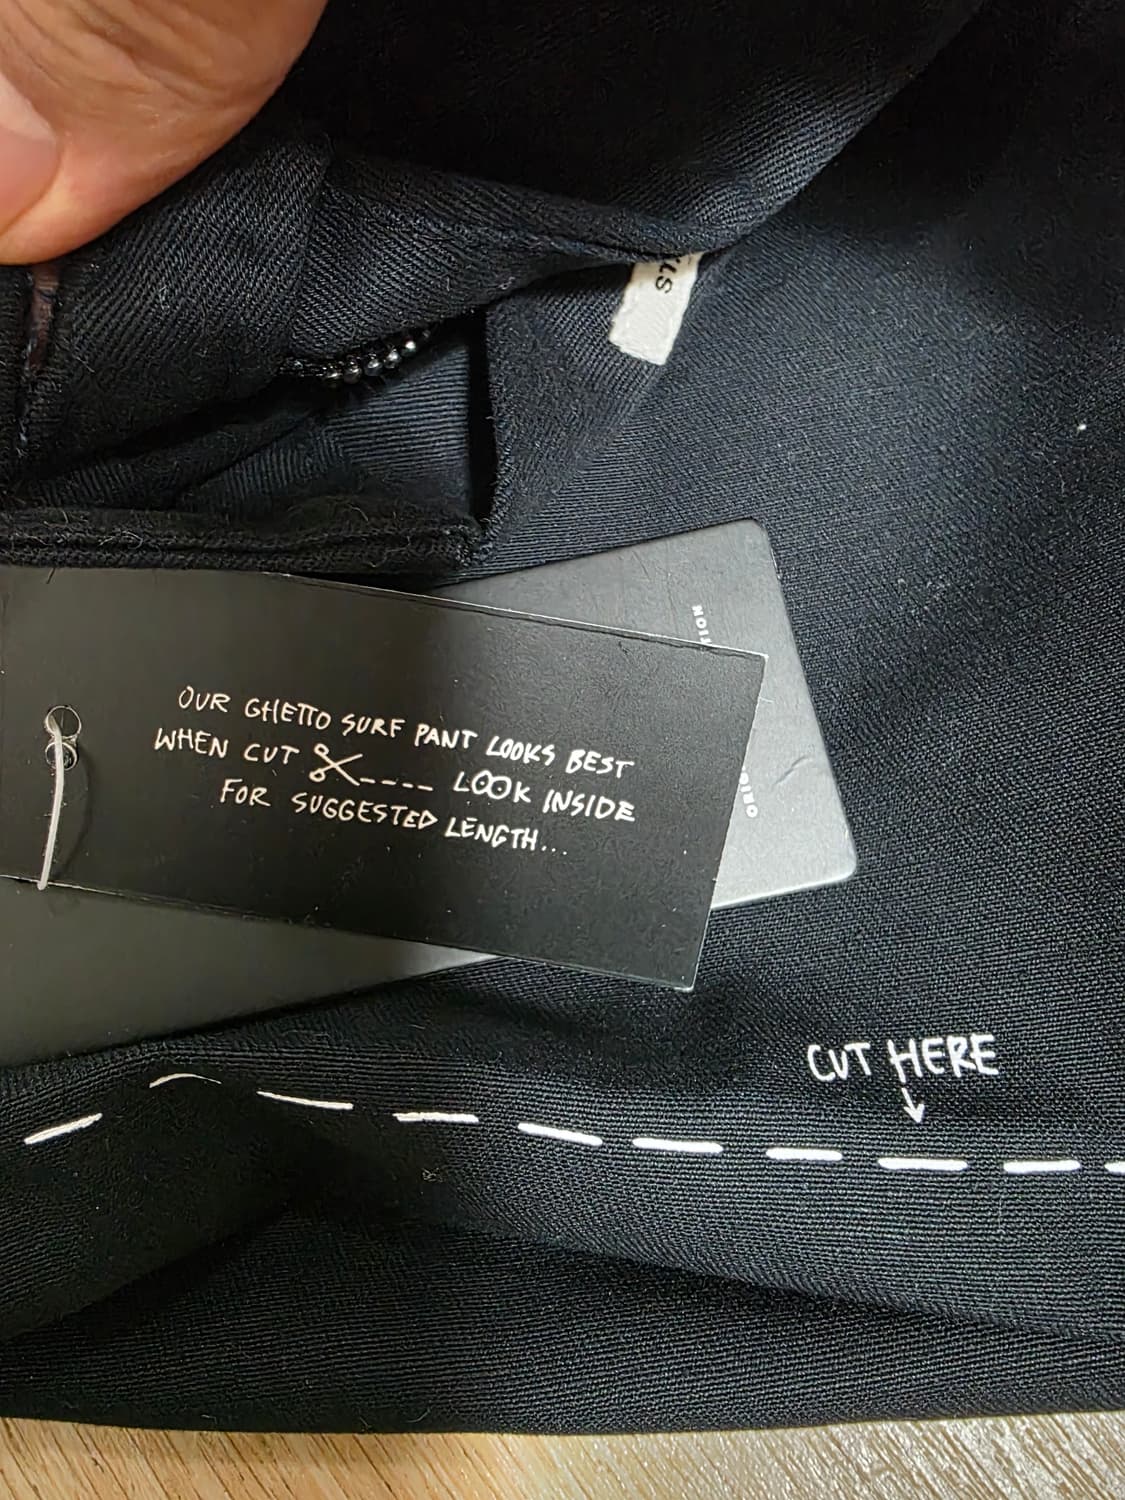 OUR GHETTO SURF PANT LOOKS BEST
WHEN CUT ---- LOOK INSIDE
FOR SUGGESTED LENGTH...
CUT HERE